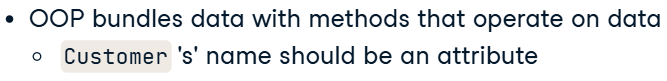 • OOP bundles data with methods that operate on data
◦ Customer 's' name should be an attribute